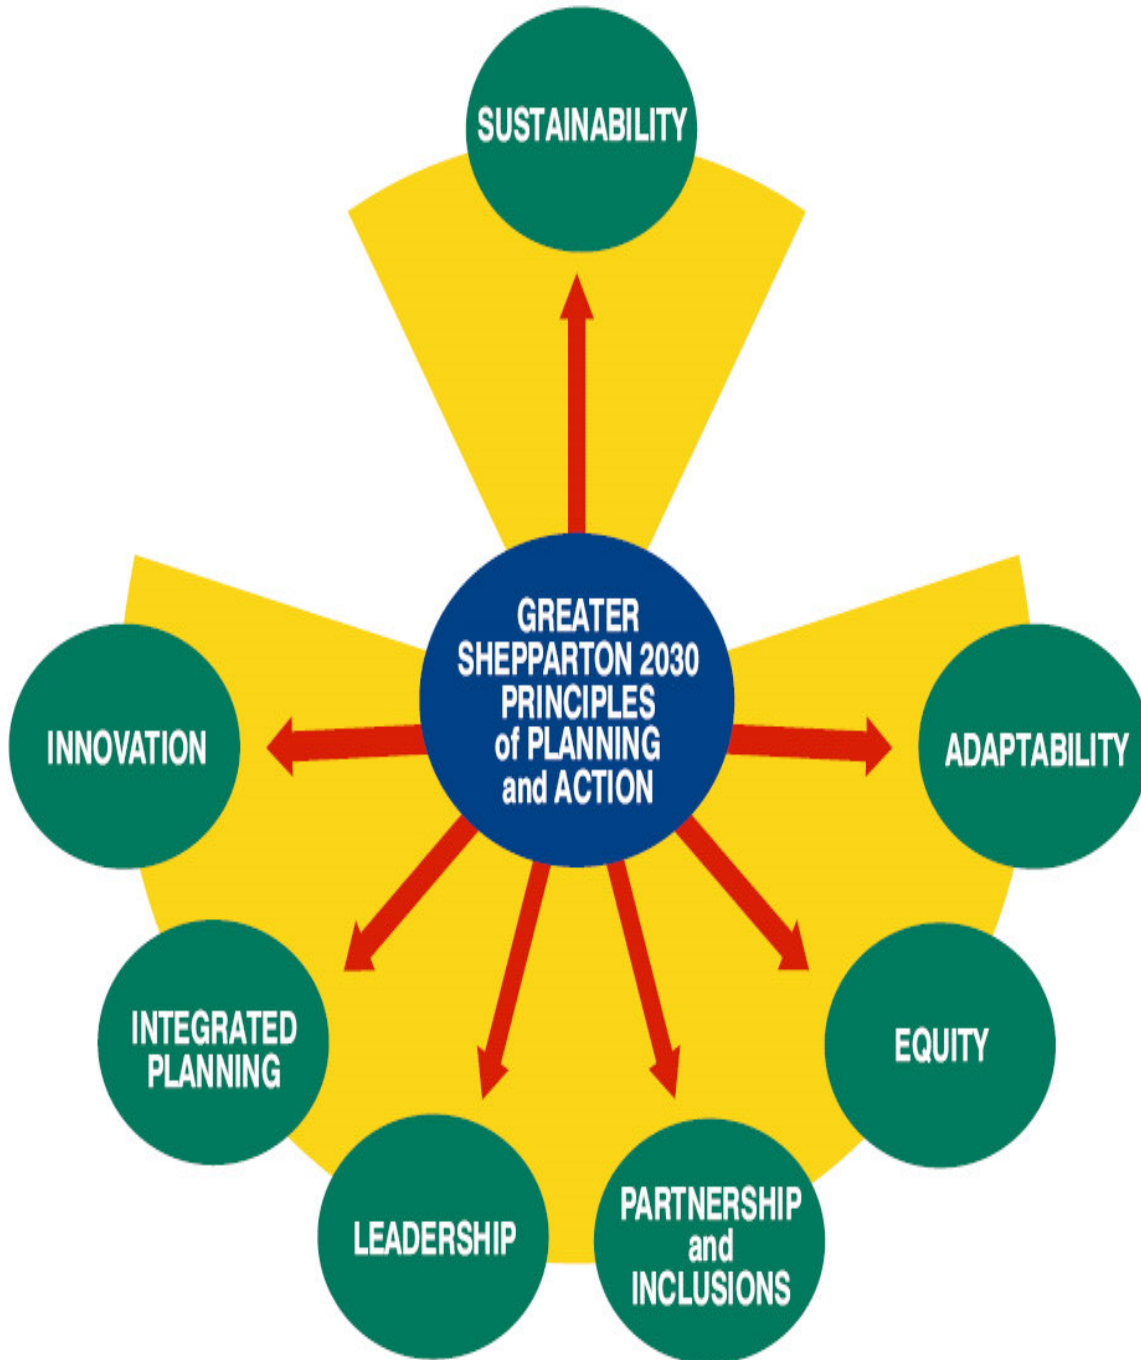 SUSTAINABILITY
GREATER
SHEPPARTON 2030
PRINCIPLES
of PLANNING
and ACTION
INNOVATION
ADAPTABILITY
INTEGRATED
PLANNING
EQUITY
LEADERSHIP
PARTNERSHIP
and
INCLUSIONS